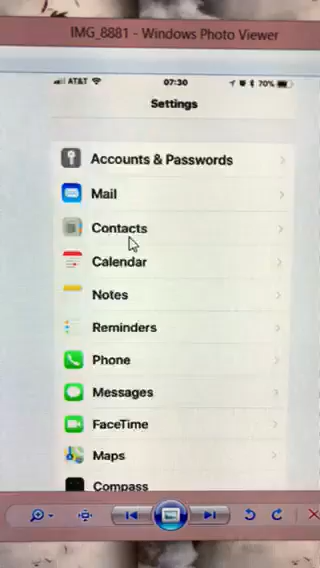 IMG_8881 - Windows Photo Viewer
AT&T 07:30 70%
Settings
Accounts & Passwords
Mail
Contacts
Calendar
Notes
Reminders
Phone
Messages
FaceTime
Maps
Compass